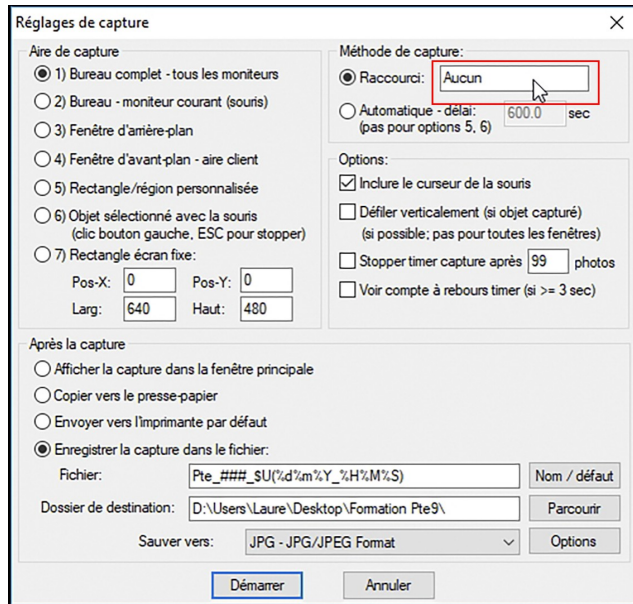 Réglages de capture
Aire de capture
1) Bureau complet - tous les moniteurs
2) Bureau - moniteur courant (souris)
3) Fenêtre d'arrière-plan
4) Fenêtre d'avant-plan - aire client
5) Rectangle/région personnalisée
6) Objet sélectionné avec la souris
(clic bouton gauche, ESC pour stopper)
7) Rectangle écran fixe:
Pos-X: 0 Pos-Y: 0
Larg: 640 Haut: 480
Méthode de capture:
Raccourci: Aucun
Automatique - délai: 600.0 sec
(pas pour options 5, 6)
Options:
Inclure le curseur de la souris
Défiler verticalement (si objet capturé)
(si possible; pas pour toutes les fenêtres)
Stopper timer capture après 99 photos
Voir compte à rebours timer (si >= 3 sec)
Après la capture
Afficher la capture dans la fenêtre principale
Copier vers le presse-papier
Envoyer vers l'imprimante par défaut
Enregistrer la capture dans le fichier:
Fichier: Pte_###_$U(%d%m%Y_%H%M%S) Nom / défaut
Dossier de destination: D:\Users\Laure\Desktop\Formation Pte9\ Parcourir
Sauver vers: JPG - JPG/JPEG Format Options
Démarrer Annuler